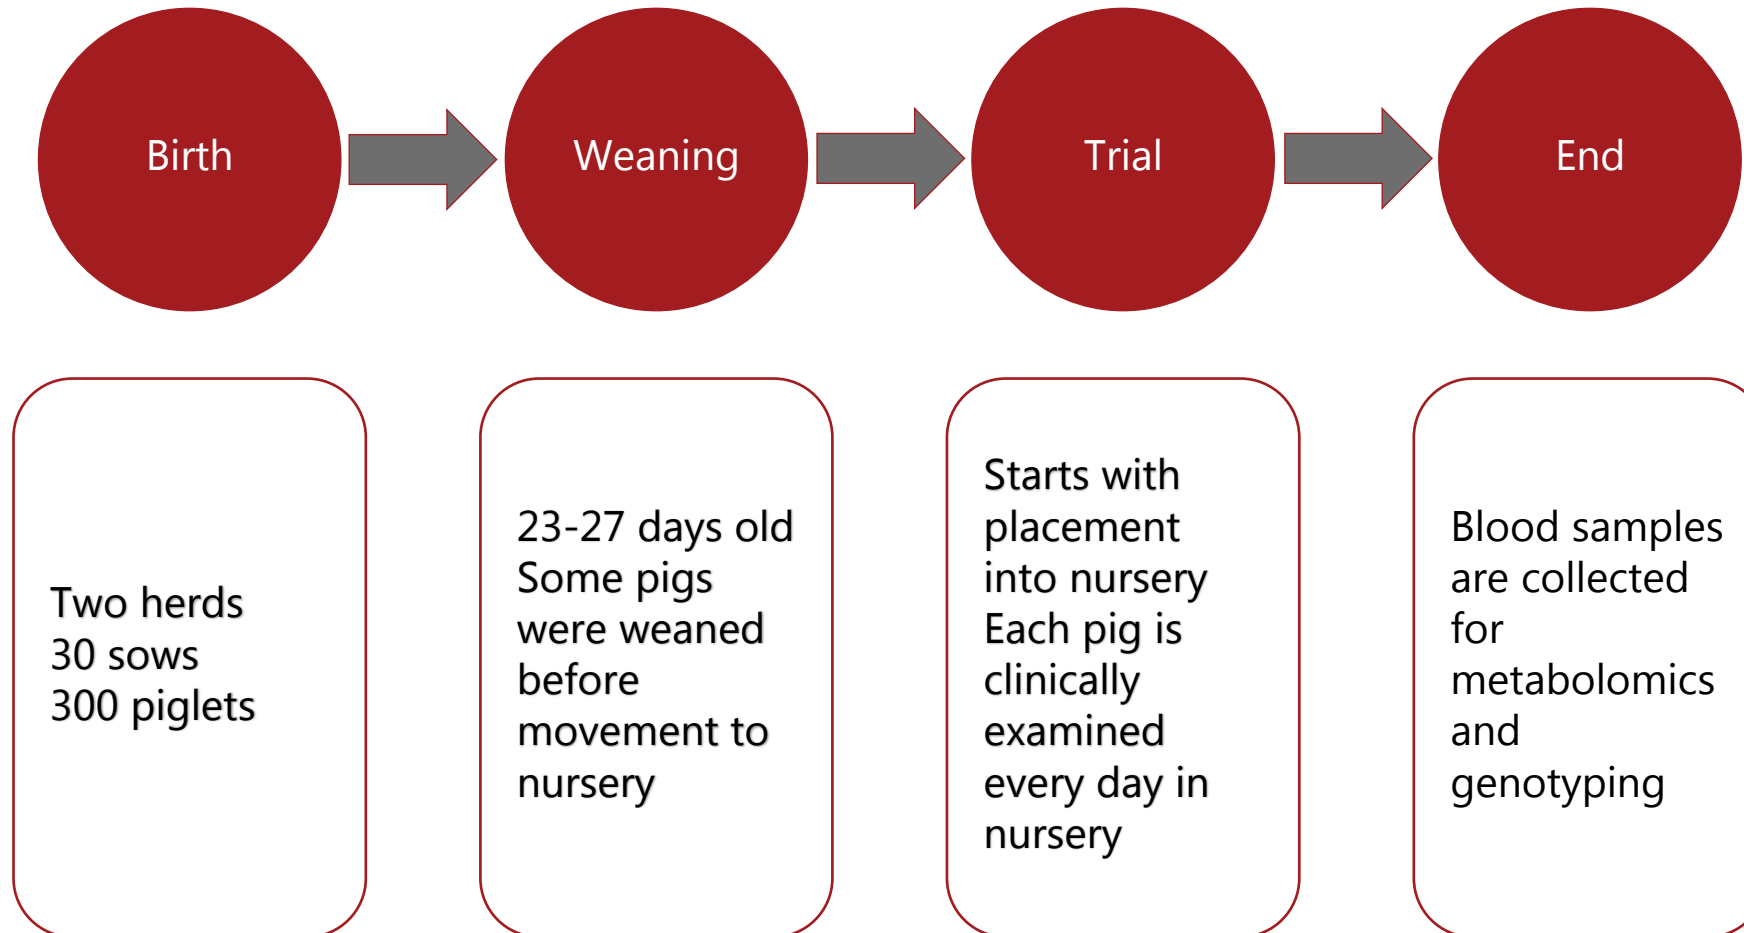 Birth
Weaning
Trial
End
Two herds
30 sows
300 piglets
23-27 days old
Some pigs
were weaned
before
movement to
nursery
Starts with
placement
into nursery
Each pig is
clinically
examined
every day in
nursery
Blood samples
are collected
for
metabolomics
and
genotyping